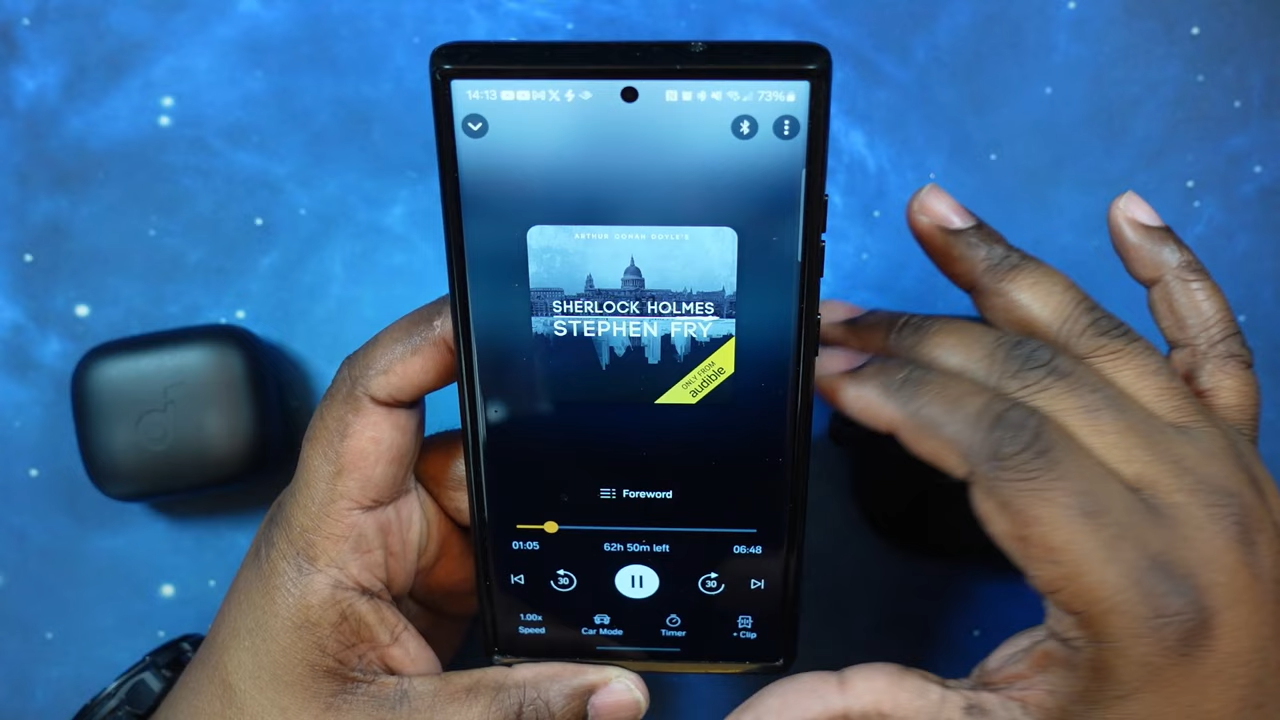 14:13
73%
ARTHUR CONAN DOYLE'S
SHERLOCK HOLMES
STEPHEN FRY
ONLY FROM
audible
Foreword
01:05
62h 50m left
06:48
30
30
1.00x
Speed
Car Mode
Timer
+ Clip